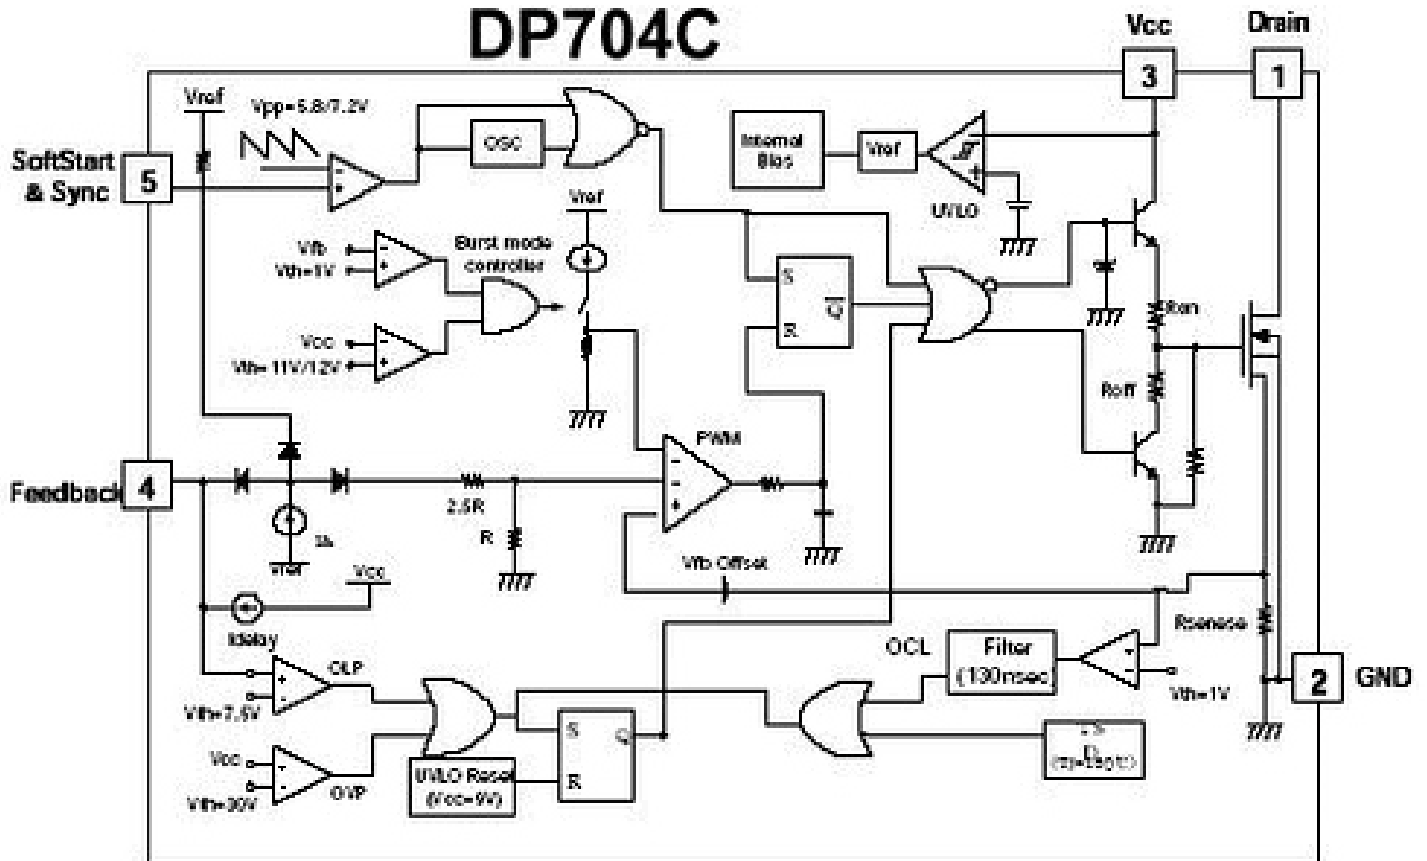 DP704C
Vcc
3
Drain
1
Vref
Vpp=5.8/7.2V
SoftStart
& Sync
5
OSC
Internal
Bias
Vref
UVLO
Vref
Vfb
Vth=1V
Burst mode
controller
Vcc
Vth=11V/12V
S
R
Q
Ron
Roff
PWM
Feedback
4
2.5R
R
Vref
Vcc
Vfb Offset
Idelay
OLP
Vth=7.5V
Vcc
Vth=30V
OVP
S
R
Q
UVLO Reset
(Vcc=9V)
OCL
Filter
(130nsec)
Vth=1V
Rsense
2
GND